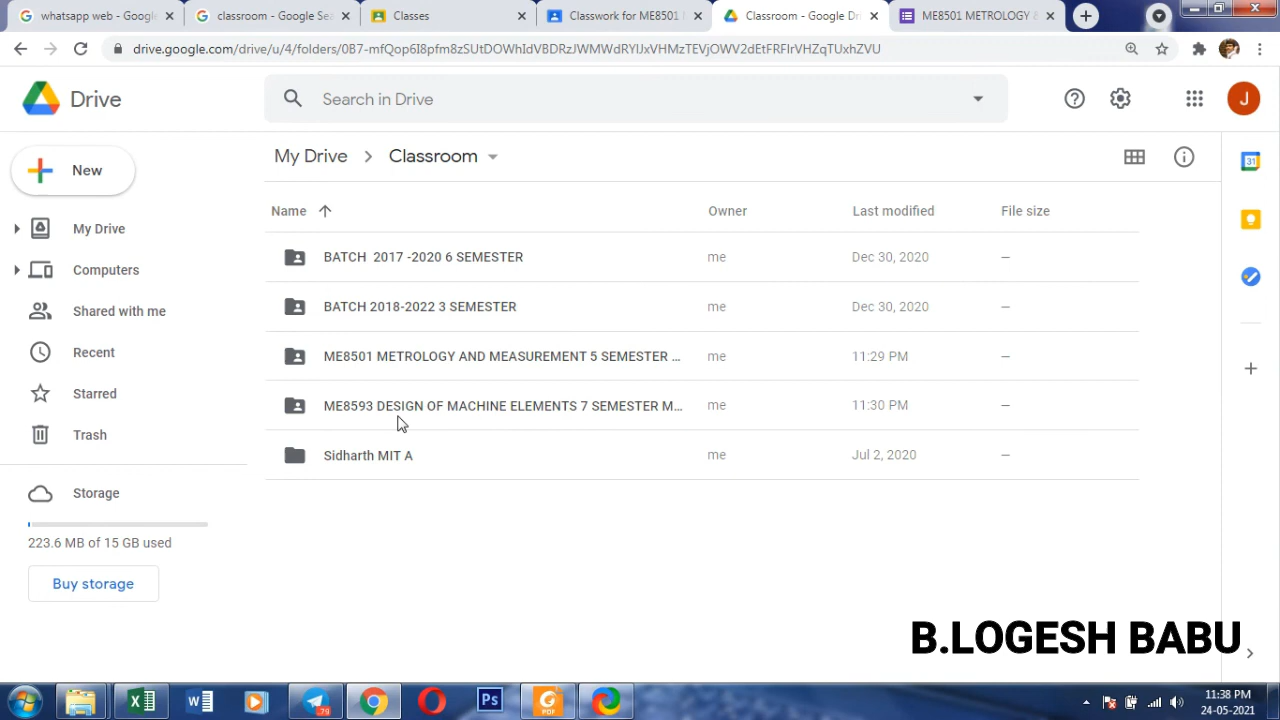 whatsapp web - Googl
classroom - Google Sea
Classes
Classwork for ME8501 M
Classroom - Google Dri
ME8501 METROLOGY &
drive.google.com/drive/u/4/folders/
Drive
Search in Drive
J
New
My Drive
Computers
Shared with me
Recent
Starred
Trash
Storage
223.6 MB of 15 GB used
Buy storage
My Drive > Classroom
Name Owner Last modified File size
BATCH 2017 -2020 6 SEMESTER me Dec 30, 2020 –
BATCH 2018-2022 3 SEMESTER me Dec 30, 2020 –
ME8501 METROLOGY AND MEASUREMENT 5 SEMESTER ... me 11:29 PM –
ME8593 DESIGN OF MACHINE ELEMENTS 7 SEMESTER M... me 11:30 PM –
Sidharth MIT A me Jul 2, 2020 –
31
B.LOGESH BABU
Ps
79
PDF
11:38 PM
24-05-2021